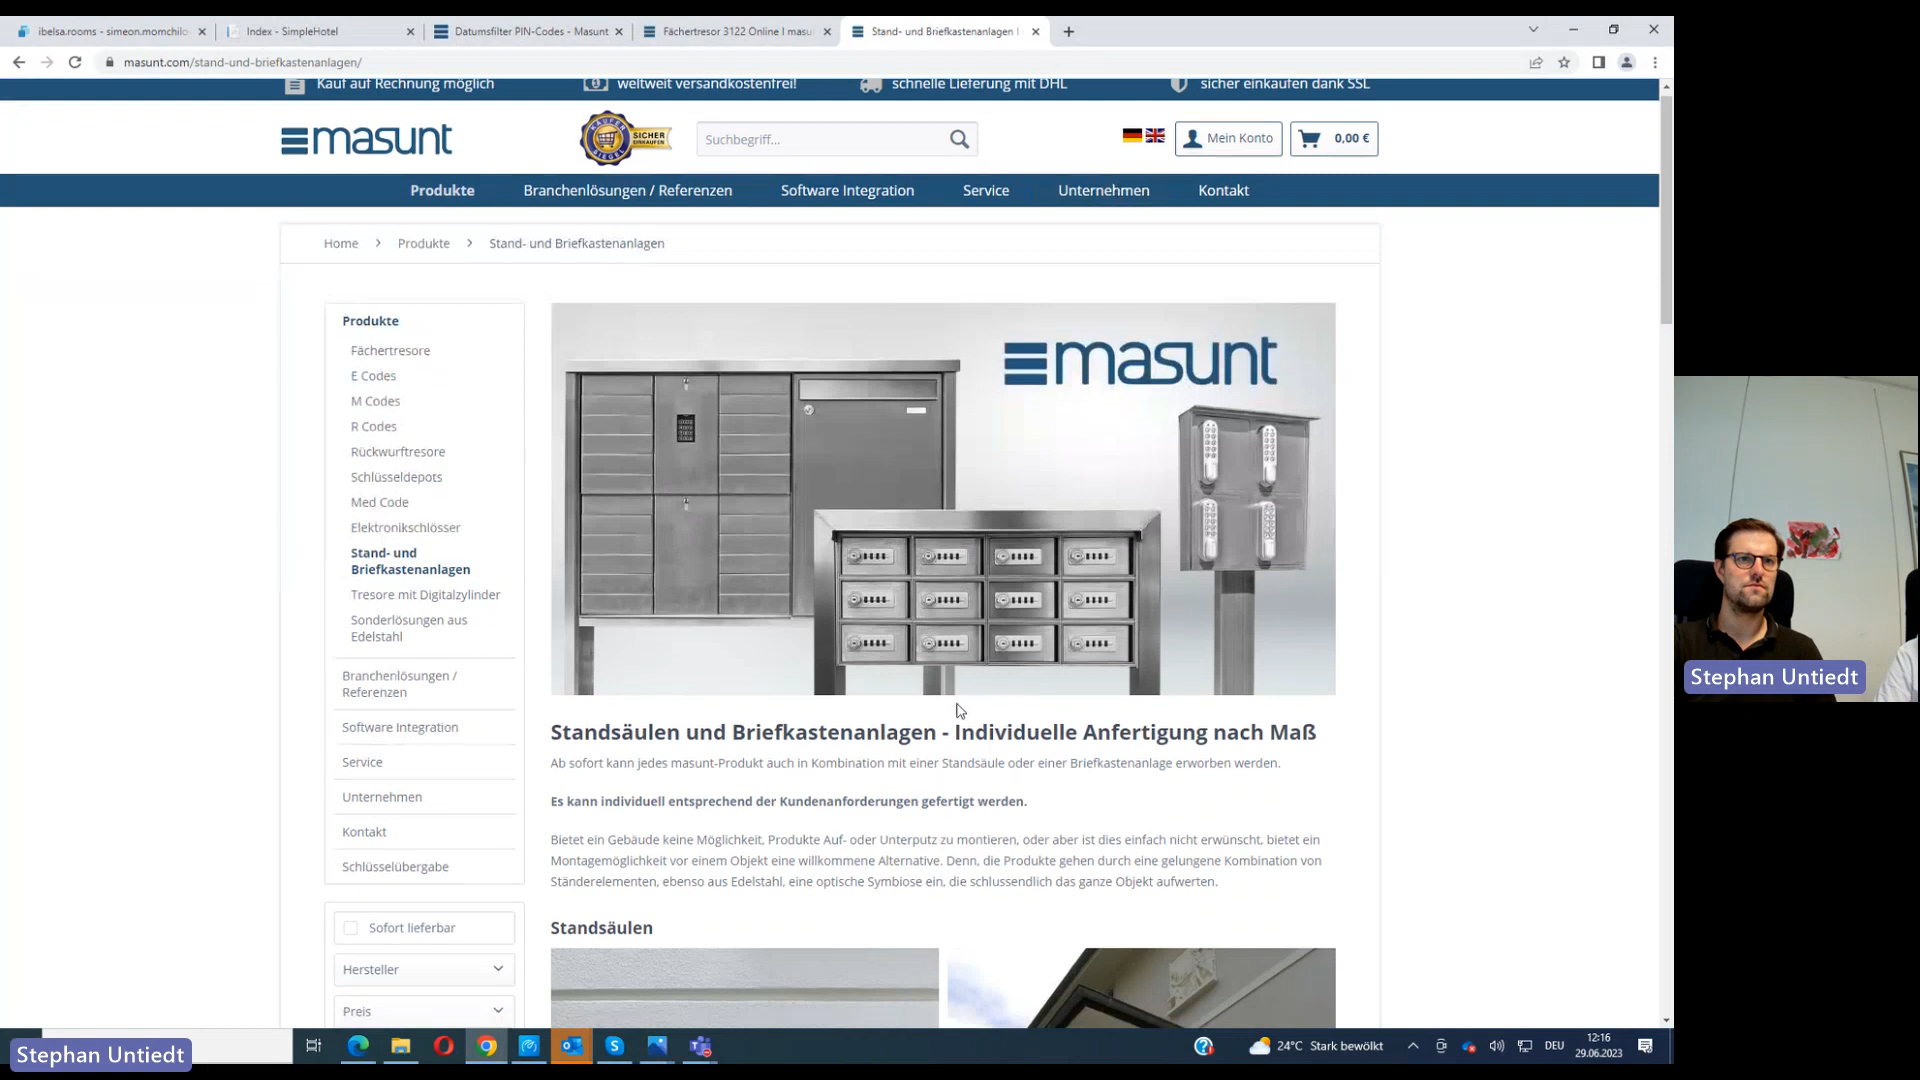 ibelsa.rooms - simeon.momchilo
Index - SimpleHotel
Datumsfilter PIN-Codes - Masunt
Fächertresor 3122 Online I masu
Stand- und Briefkastenanlagen I
masunt.com/stand-und-briefkastenanlagen/
Kauf auf Rechnung möglich
weltweit versandkostenfrei!
schnelle Lieferung mit DHL
sicher einkaufen dank SSL
masunt
KÄUFER
SIEGEL
SICHER
EINKAUFEN
Suchbegriff...
Mein Konto
0,00 €
Produkte
Branchenlösungen / Referenzen
Software Integration
Service
Unternehmen
Kontakt
Home
Produkte
Stand- und Briefkastenanlagen
Produkte
Fächertresore
E Codes
M Codes
R Codes
Rückwurftresore
Schlüsseldepots
Med Code
Elektronikschlösser
Stand- und
Briefkastenanlagen
Tresore mit Digitalzylinder
Sonderlösungen aus
Edelstahl
Branchenlösungen /
Referenzen
Software Integration
Service
Unternehmen
Kontakt
Schlüsselübergabe
Sofort lieferbar
Hersteller
Preis
masunt
Standsäulen und Briefkastenanlagen - Individuelle Anfertigung nach Maß
Ab sofort kann jedes masunt-Produkt auch in Kombination mit einer Standsäule oder einer Briefkastenanlage erworben werden.
Es kann individuell entsprechend der Kundenanforderungen gefertigt werden.
Bietet ein Gebäude keine Möglichkeit, Produkte Auf- oder Unterputz zu montieren, oder aber ist dies einfach nicht erwünscht, bietet ein
Montagemöglichkeit vor einem Objekt eine willkommene Alternative. Denn, die Produkte gehen durch eine gelungene Kombination von
Ständerelementen, ebenso aus Edelstahl, eine optische Symbiose ein, die schlussendlich das ganze Objekt aufwerten.
Standsäulen
Stephan Untiedt
Stephan Untiedt
24°C Stark bewölkt
DEU
12:16
29.06.2023